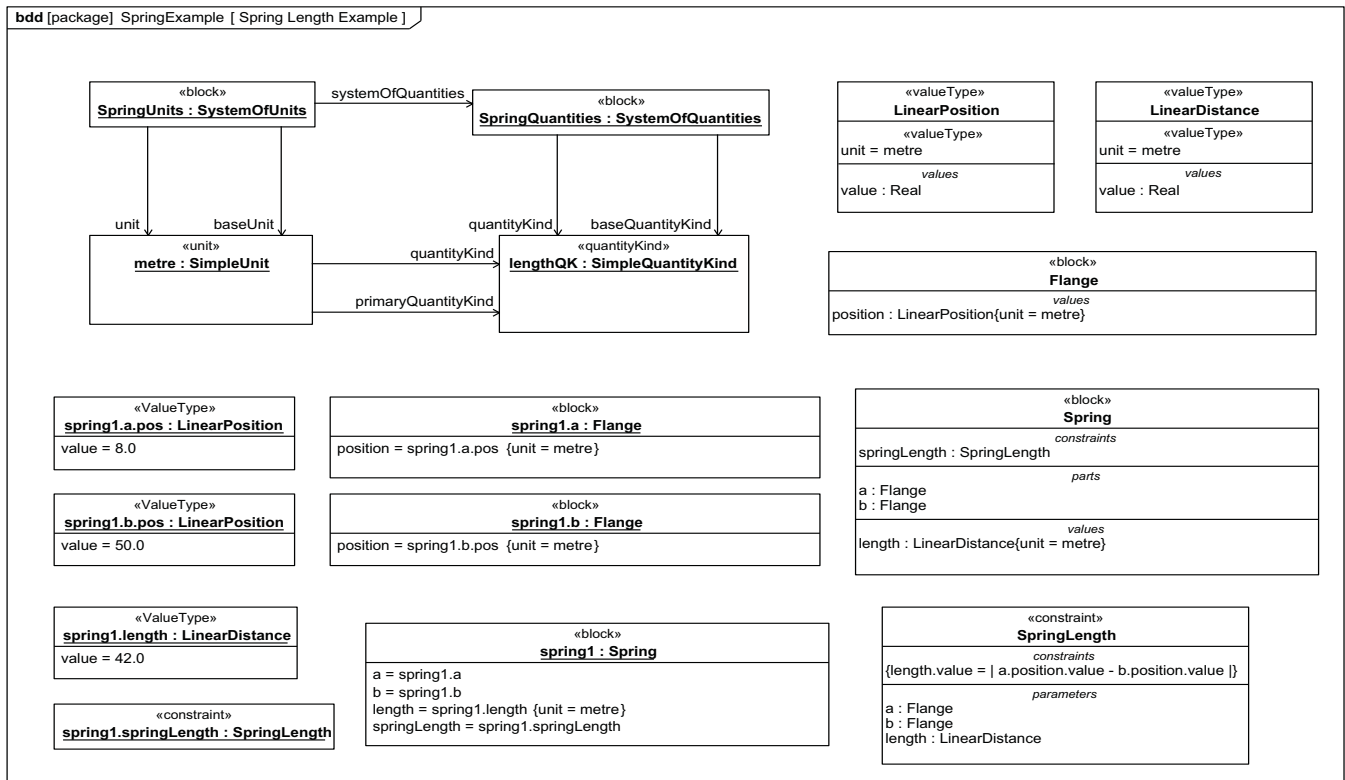 bdd [package] SpringExample [ Spring Length Example ]
«block»
SpringUnits : SystemOfUnits
systemOfQuantities
«block»
SpringQuantities : SystemOfQuantities
unit
baseUnit
quantityKind
baseQuantityKind
«unit»
metre : SimpleUnit
quantityKind
primaryQuantityKind
«quantityKind»
lengthQK : SimpleQuantityKind
«valueType»
LinearPosition
«valueType»
unit = metre
values
value : Real
«valueType»
LinearDistance
«valueType»
unit = metre
values
value : Real
«block»
Flange
values
position : LinearPosition{unit = metre}
«ValueType»
spring1.a.pos : LinearPosition
value = 8.0
«block»
spring1.a : Flange
position = spring1.a.pos {unit = metre}
«ValueType»
spring1.b.pos : LinearPosition
value = 50.0
«block»
spring1.b : Flange
position = spring1.b.pos {unit = metre}
«block»
Spring
constraints
springLength : SpringLength
parts
a : Flange
b : Flange
values
length : LinearDistance{unit = metre}
«ValueType»
spring1.length : LinearDistance
value = 42.0
«constraint»
spring1.springLength : SpringLength
«block»
spring1 : Spring
a = spring1.a
b = spring1.b
length = spring1.length {unit = metre}
springLength = spring1.springLength
«constraint»
SpringLength
constraints
{length.value = | a.position.value - b.position.value |}
parameters
a : Flange
b : Flange
length : LinearDistance